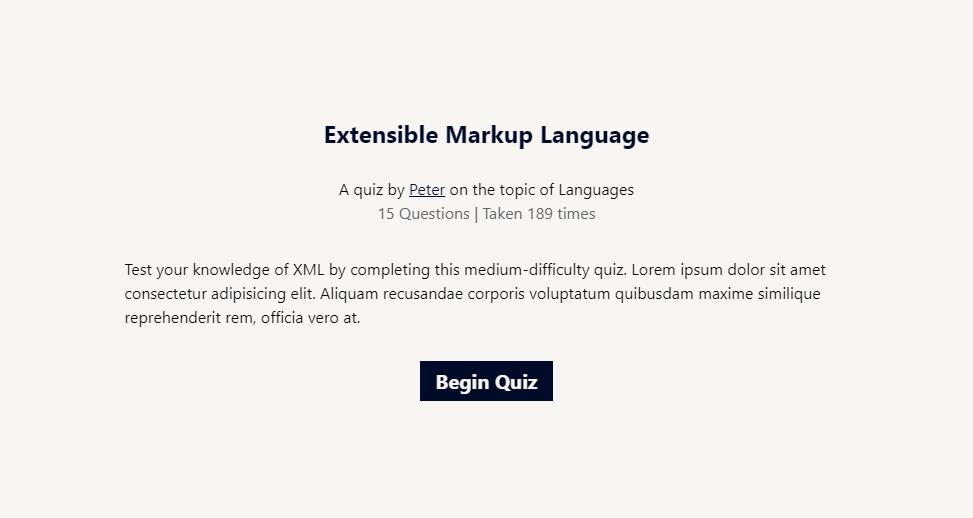 Extensible Markup Language
A quiz by Peter on the topic of Languages
15 Questions | Taken 189 times
Test your knowledge of XML by completing this medium-difficulty quiz. Lorem ipsum dolor sit amet
consectetur adipisicing elit. Aliquam recusandae corporis voluptatum quibusdam maxime similique
reprehenderit rem, officia vero at.
Begin Quiz